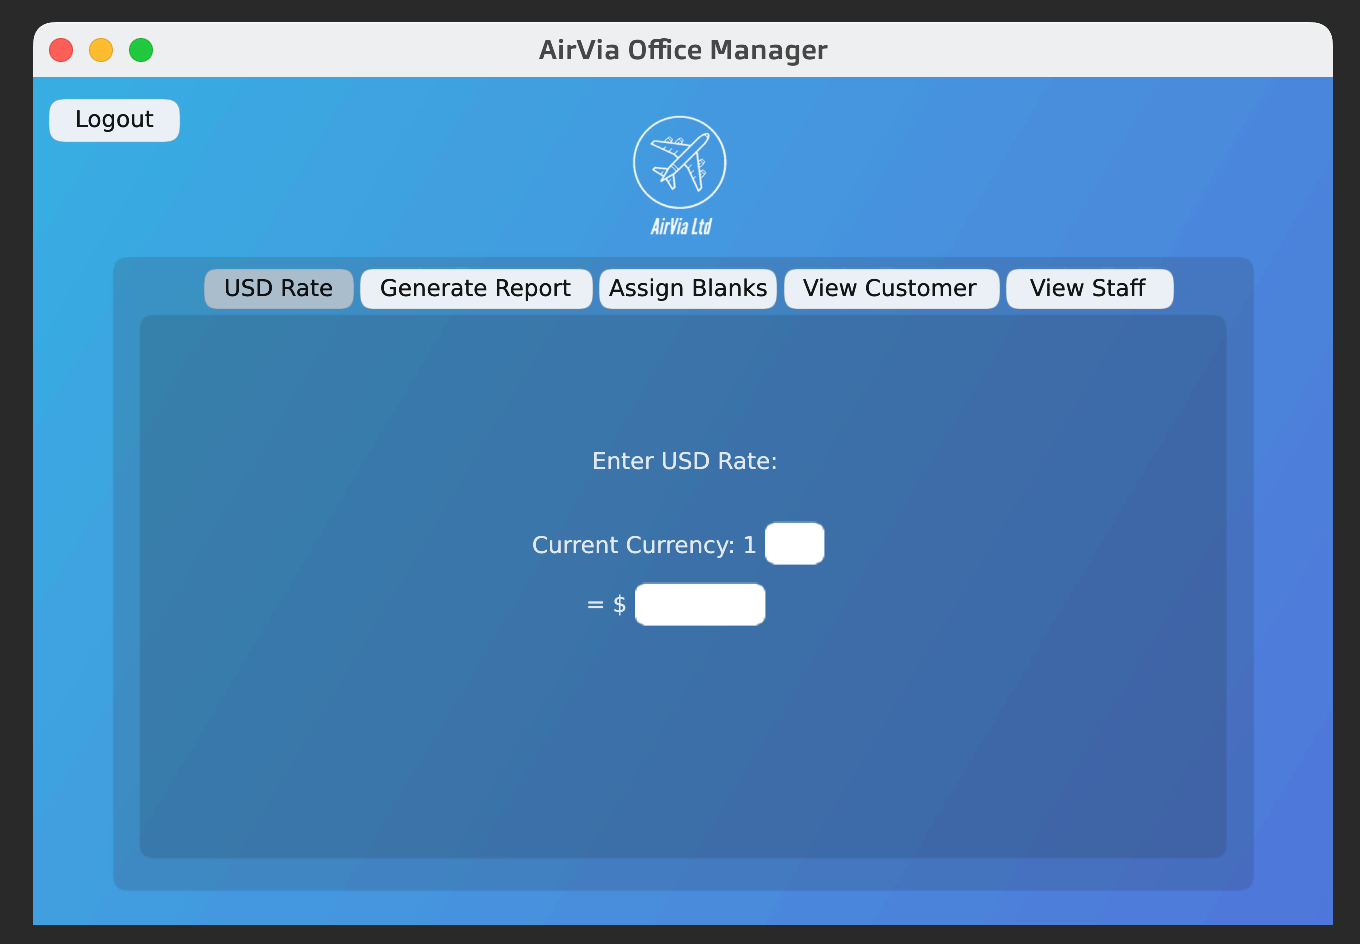 AirVia Office Manager
Logout
AirVia Ltd
USD Rate Generate Report Assign Blanks View Customer View Staff
Enter USD Rate:
Current Currency: 1
= $